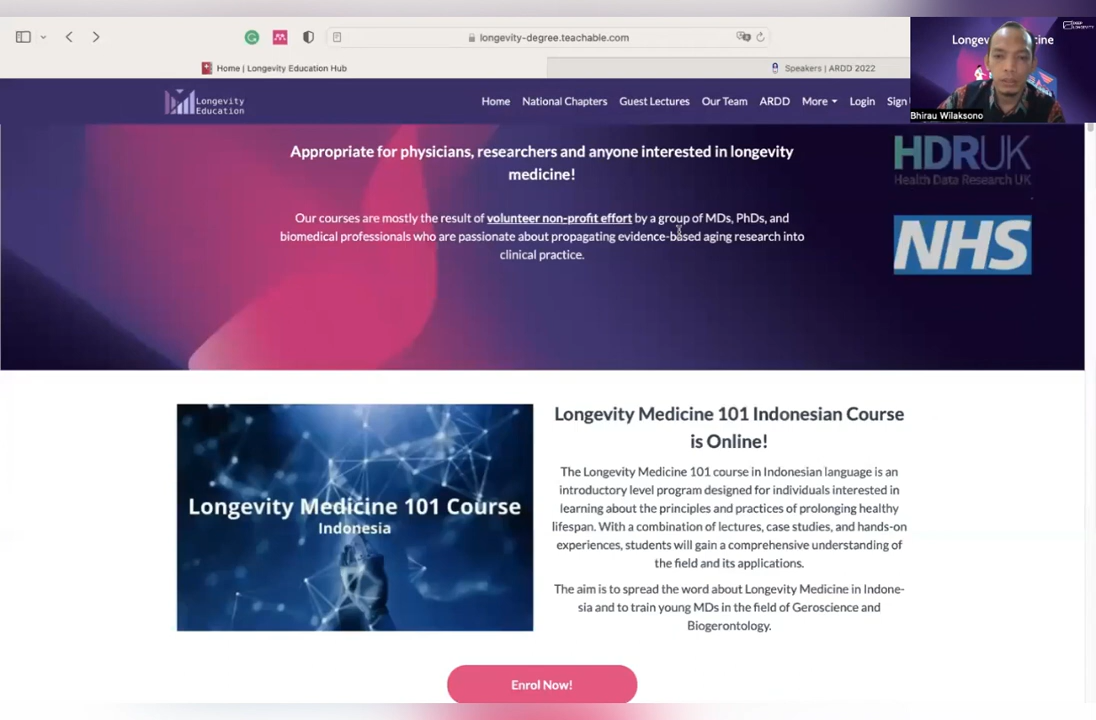 longevity-degree.teachable.com
Home | Longevity Education Hub
Speakers | ARDD 2022
Longevity
Education
Home National Chapters Guest Lectures Our Team ARDD More Login Sign
Bhirau Wilaksono
Appropriate for physicians, researchers and anyone interested in longevity
medicine!
HDRUK
Health Data Research UK
Our courses are mostly the result of volunteer non-profit effort by a group of MDs, PhDs, and
biomedical professionals who are passionate about propagating evidence-based aging research into
clinical practice.
NHS
Longevity Medicine 101 Course
Indonesia
Longevity Medicine 101 Indonesian Course
is Online!
The Longevity Medicine 101 course in Indonesian language is an
introductory level program designed for individuals interested in
learning about the principles and practices of prolonging healthy
lifespan. With a combination of lectures, case studies, and hands-on
experiences, students will gain a comprehensive understanding of
the field and its applications.
The aim is to spread the word about Longevity Medicine in Indone-
sia and to train young MDs in the field of Geroscience and
Biogerontology.
Enrol Now!